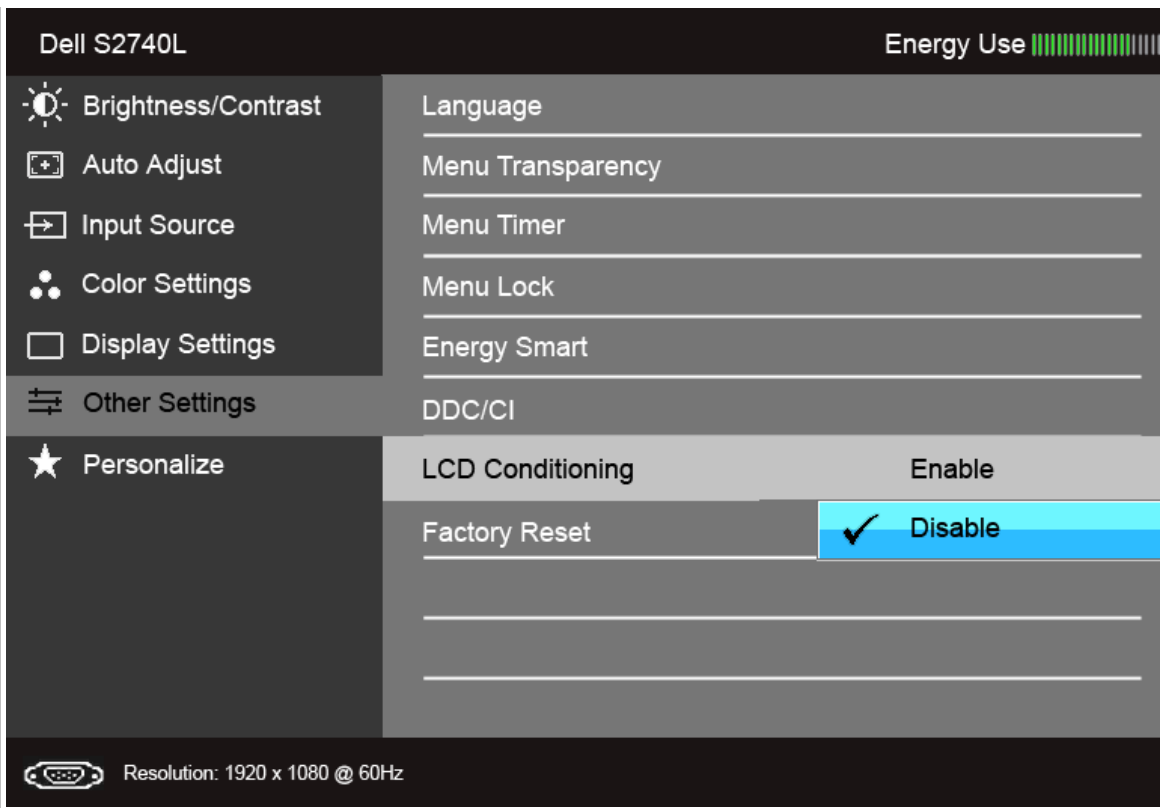 Dell S2740L
Energy Use
Brightness/Contrast
Auto Adjust
Input Source
Color Settings
Display Settings
Other Settings
Personalize
Language
Menu Transparency
Menu Timer
Menu Lock
Energy Smart
DDC/CI
LCD Conditioning
Enable
Factory Reset
Disable
Resolution: 1920 x 1080 @ 60Hz